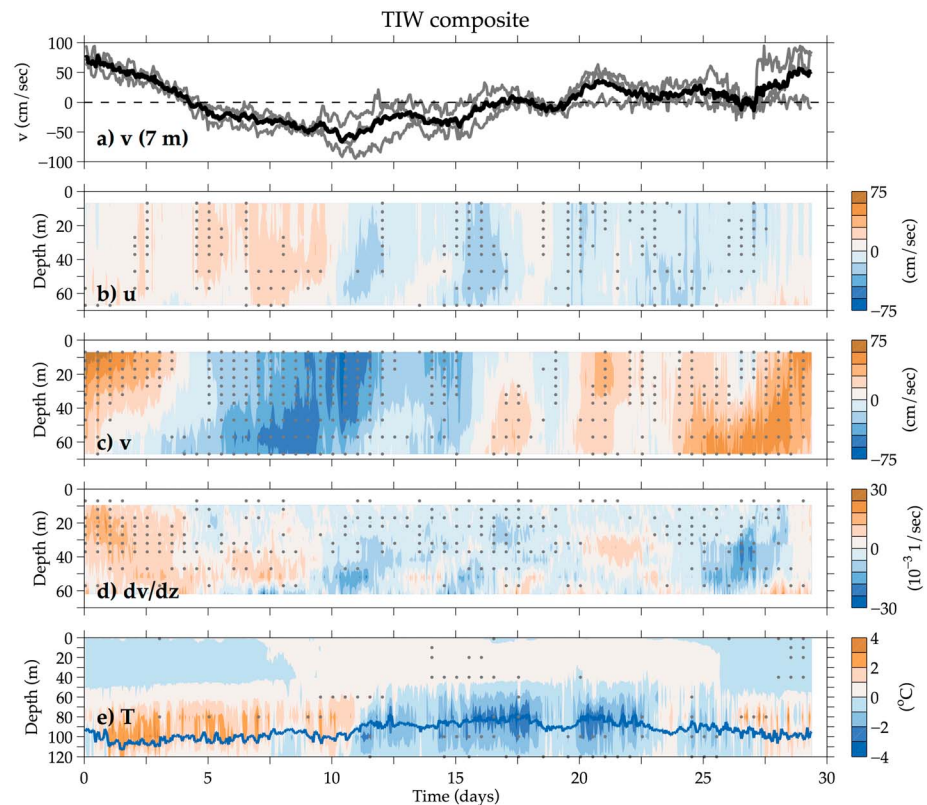 TIW composite
100
50
0
−50
−100
v (cm/sec)
a) v (7 m)
0
20
40
60
Depth (m)
b) u
75
0
−75
(cm/sec)
0
20
40
60
Depth (m)
c) v
75
0
−75
(cm/sec)
0
20
40
60
Depth (m)
d) dv/dz
30
0
−30
(10⁻³ 1/sec)
0
20
40
60
80
100
120
Depth (m)
e) T
4
2
0
−2
−4
(°C)
0 5 10 15 20 25 30
Time (days)